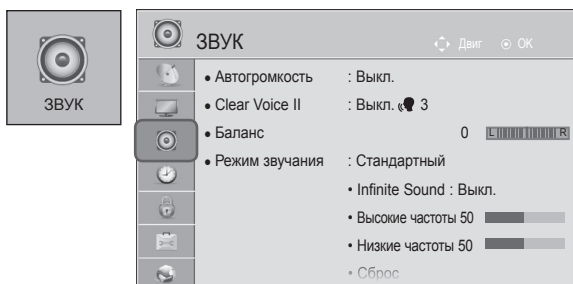 ЗВУК
ЗВУК
Двиг OK
• Автогромкость : Выкл.
• Clear Voice II : Выкл. 3
• Баланс 0 L R
• Режим звучания : Стандартный
• Infinite Sound : Выкл.
• Высокие частоты 50
• Низкие частоты 50
• Сброс